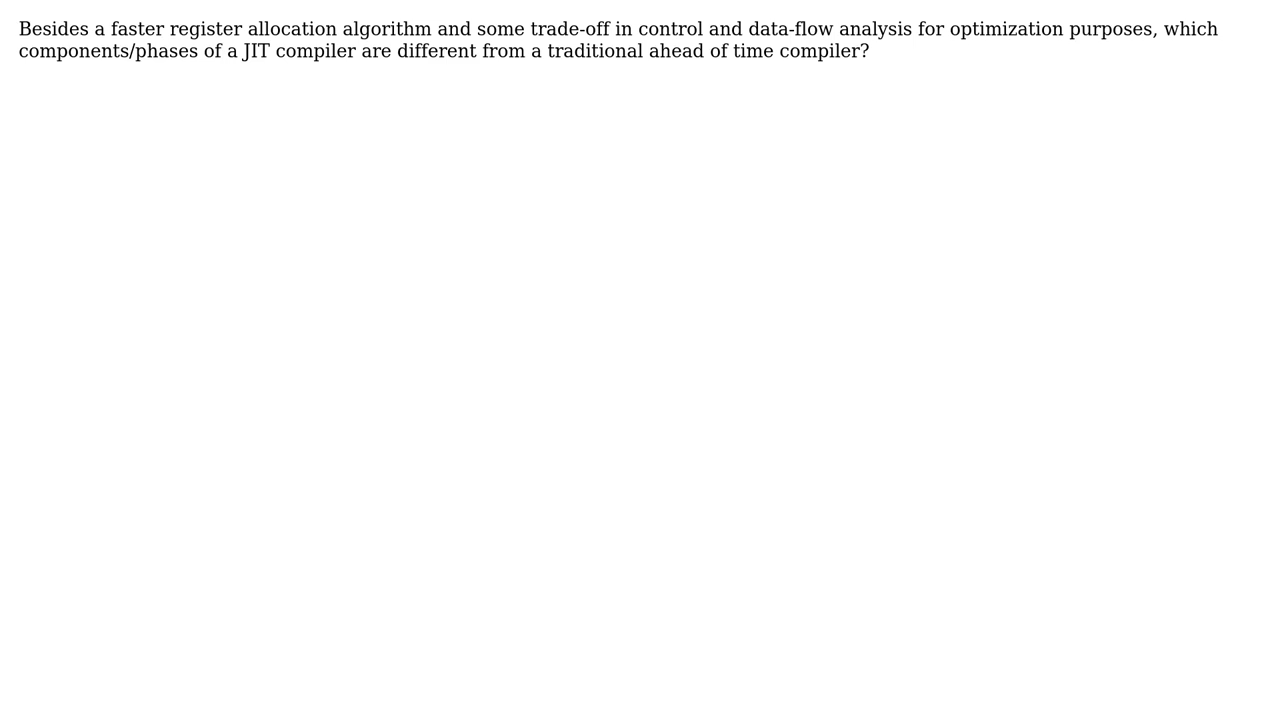 Besides a faster register allocation algorithm and some trade-off in control and data-flow analysis for optimization purposes, which
components/phases of a JIT compiler are different from a traditional ahead of time compiler?